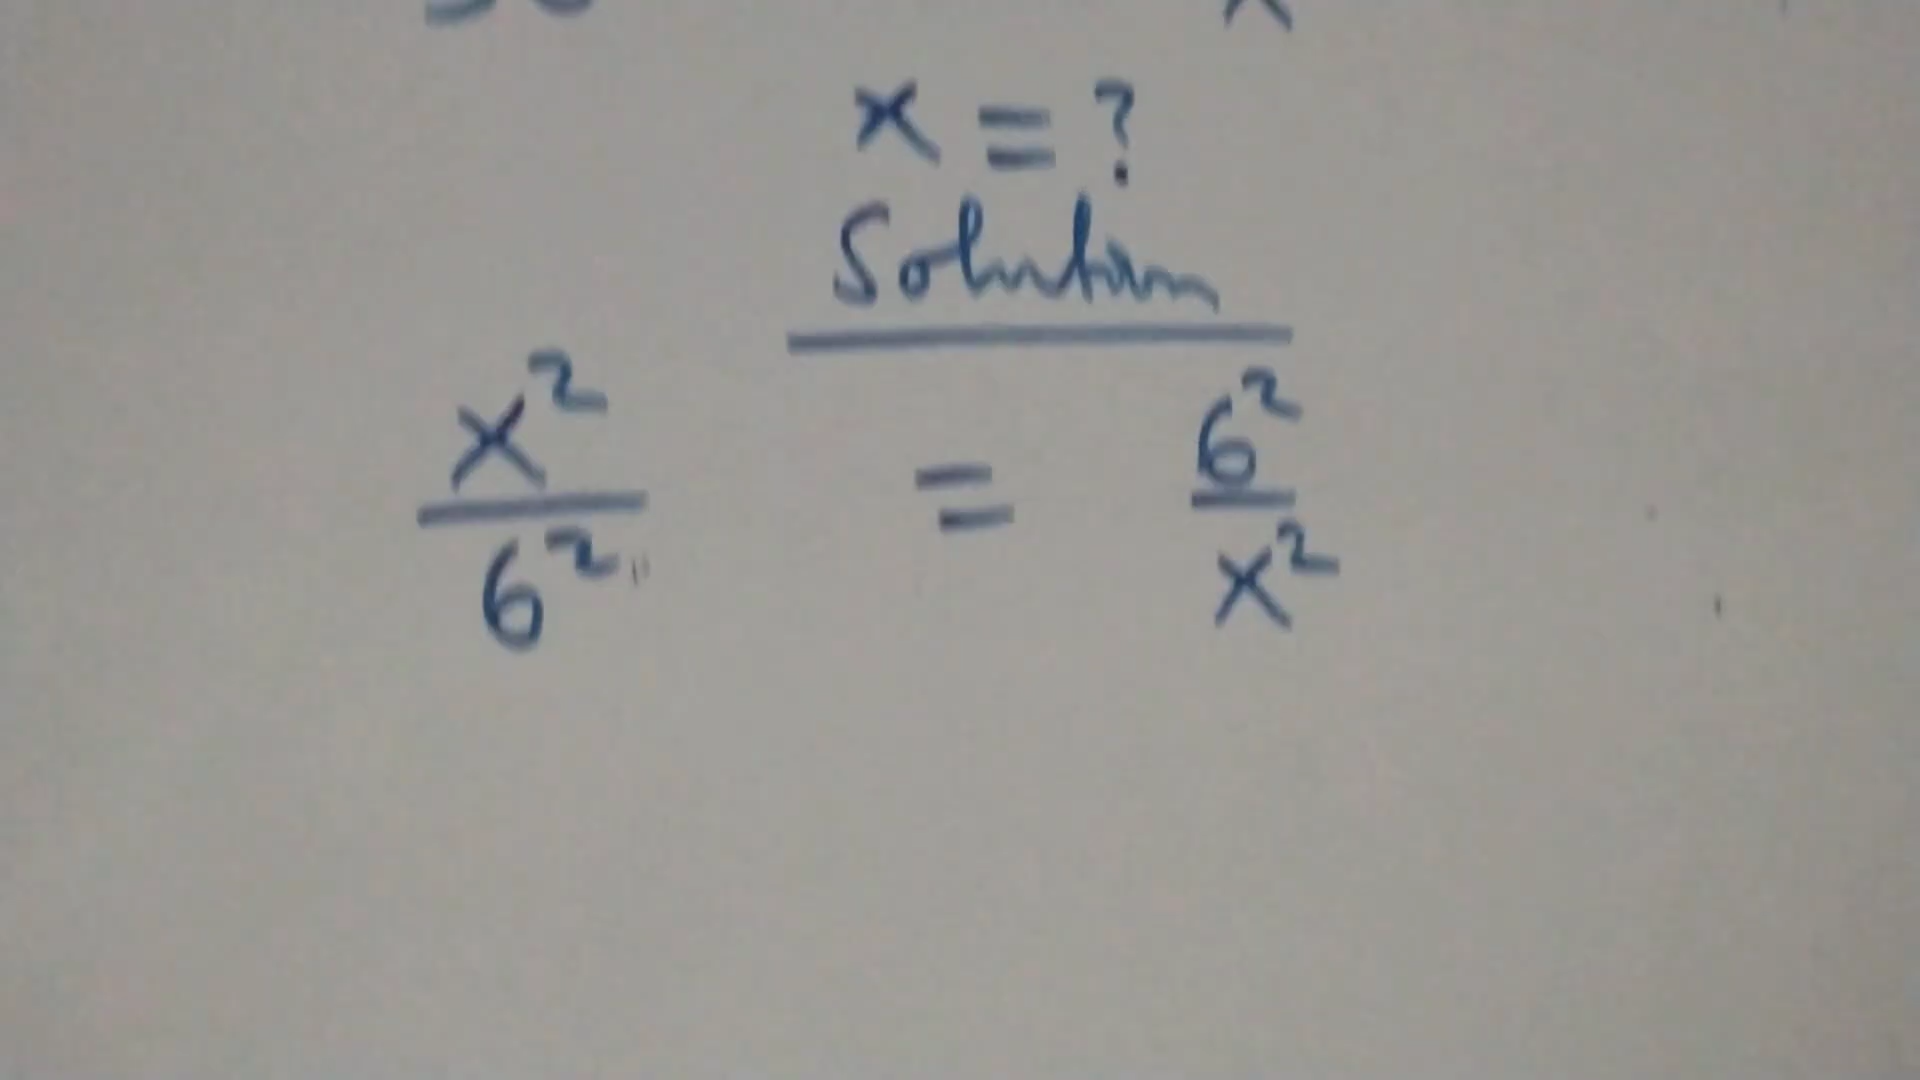 x = ?
Solution
x² / 6² = 6² / x²